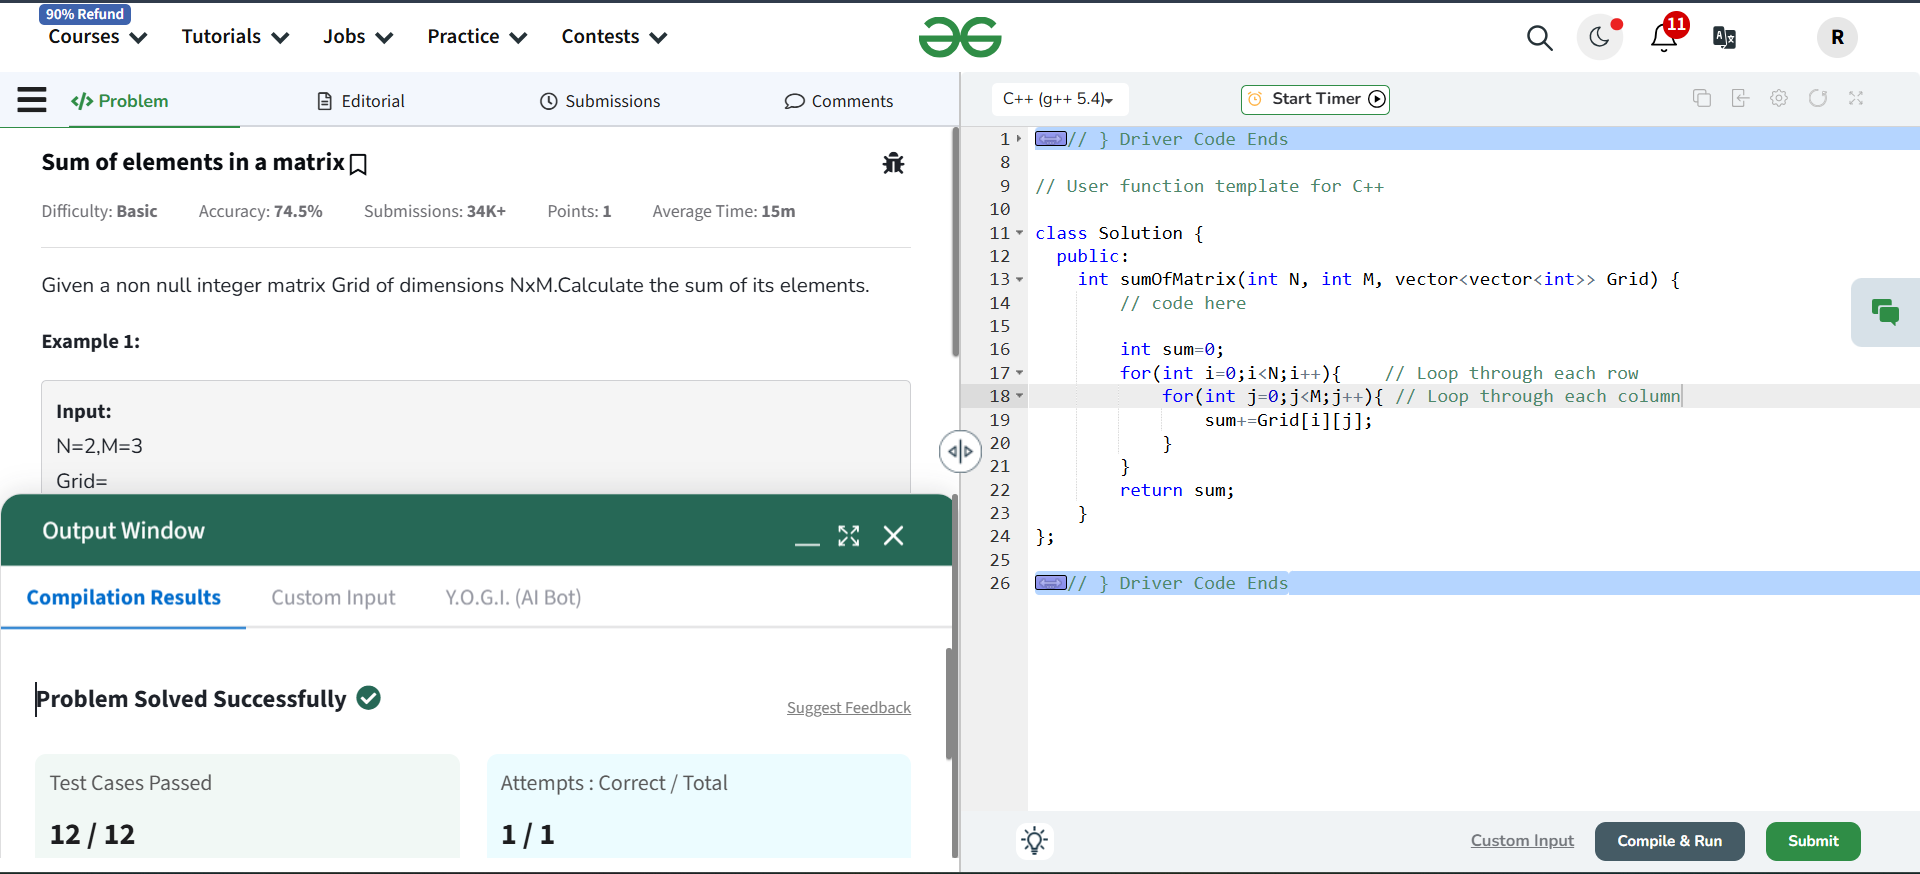 90% Refund
Courses Tutorials Jobs Practice Contests
11
R
</> Problem Editorial Submissions Comments
C++ (g++ 5.4) Start Timer
Sum of elements in a matrix
Difficulty: Basic Accuracy: 74.5% Submissions: 34K+ Points: 1 Average Time: 15m
Given a non null integer matrix Grid of dimensions NxM.Calculate the sum of its elements.
Example 1:
Input:
N=2,M=3
Grid=
Output Window
Compilation Results Custom Input Y.O.G.I. (AI Bot)
Problem Solved Successfully
Suggest Feedback
Test Cases Passed
12 / 12
Attempts : Correct / Total
1 / 1
1 // } Driver Code Ends
8
9 // User function template for C++
10
11 class Solution {
12 public:
13 int sumOfMatrix(int N, int M, vector<vector<int>> Grid) {
14 // code here
15
16 int sum=0;
17 for(int i=0;i<N;i++){ // Loop through each row
18 for(int j=0;j<M;j++){ // Loop through each column
19 sum+=Grid[i][j];
20 }
21 }
22 return sum;
23 }
24 };
25
26 // } Driver Code Ends
Custom Input Compile & Run Submit